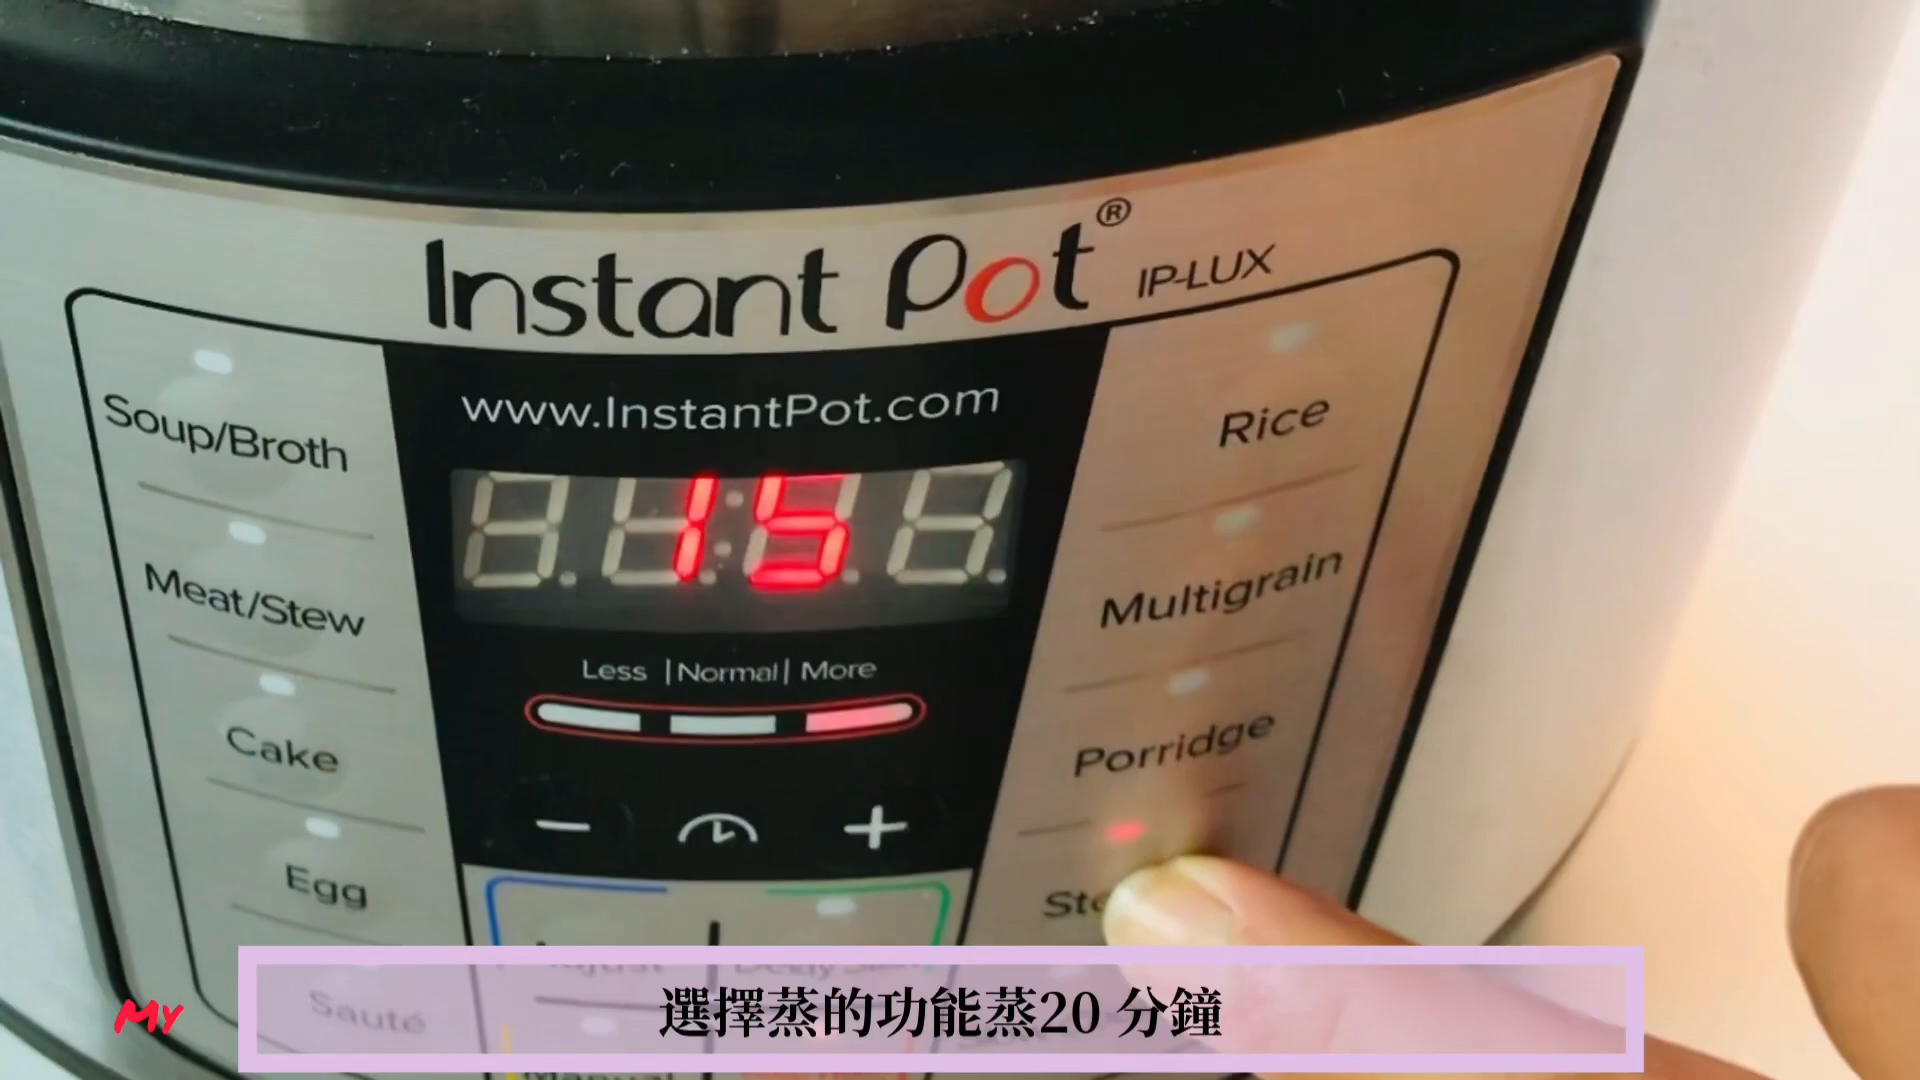 Instant Pot® IP-LUX
www.InstantPot.com
15
Less | Normal | More
Soup/Broth
Meat/Stew
Cake
Egg
Sauté
Rice
Multigrain
Porridge
選擇蒸的功能蒸20 分鐘
My